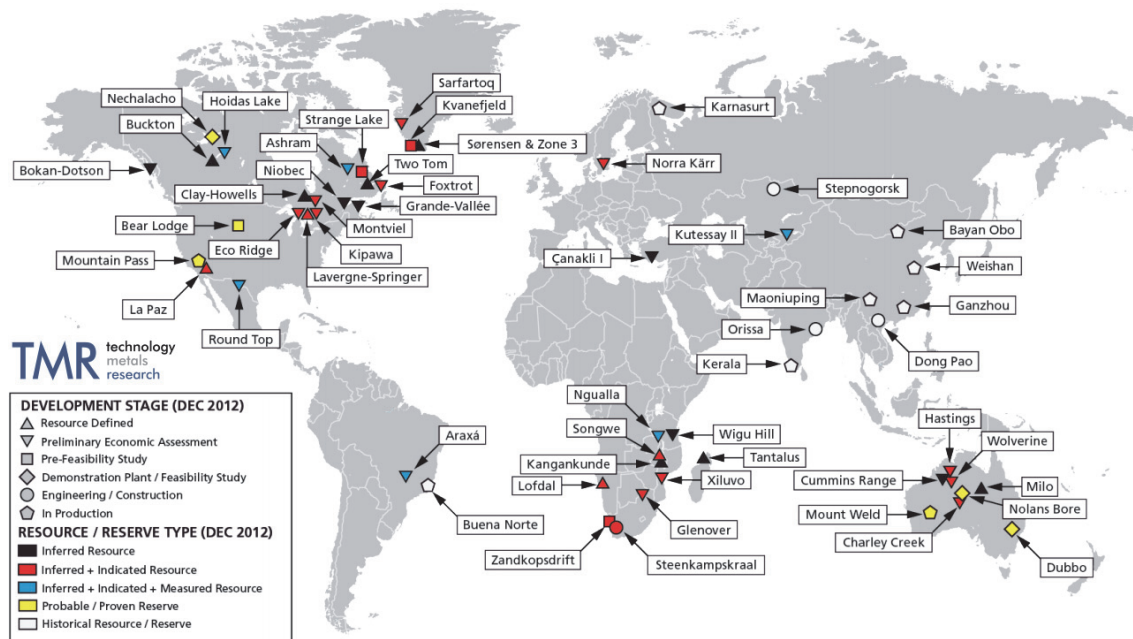 Sarfartoq
Kvanefjeld
Sørensen & Zone 3
Nechalacho
Hoidas Lake
Buckton
Strange Lake
Ashram
Two Tom
Niobec
Foxtrot
Bokan-Dotson
Clay-Howells
Grande-Vallée
Montviel
Bear Lodge
Eco Ridge
Kipawa
Mountain Pass
Lavergne-Springer
La Paz
Round Top
Karnasurt
Norra Kärr
Stepnogorsk
Kutessay II
Bayan Obo
Çanakli I
Weishan
Maoniuping
Ganzhou
Orissa
Dong Pao
Kerala
Ngualla
Songwe
Wigu Hill
Kangankunde
Tantalus
Lofdal
Xiluvo
Glenover
Zandkopsdrift
Steenkampskraal
Araxá
Buena Norte
Hastings
Wolverine
Cummins Range
Milo
Nolans Bore
Mount Weld
Charley Creek
Dubbo
TMR technology
metals
research
DEVELOPMENT STAGE (DEC 2012)
Resource Defined
Preliminary Economic Assessment
Pre-Feasibility Study
Demonstration Plant / Feasibility Study
Engineering / Construction
In Production
RESOURCE / RESERVE TYPE (DEC 2012)
Inferred Resource
Inferred + Indicated Resource
Inferred + Indicated + Measured Resource
Probable / Proven Reserve
Historical Resource / Reserve